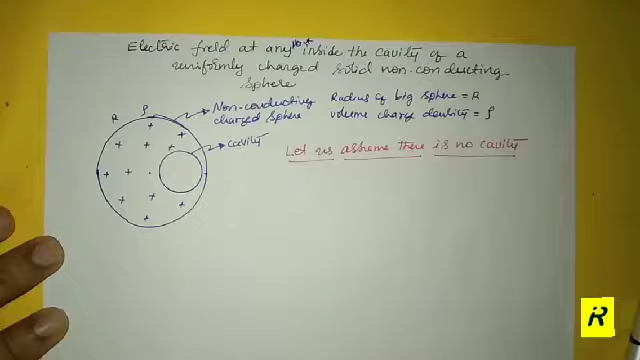 Electric field at any pt inside the cavity of a
uniformly charged solid non-conducting
sphere
R ρ
Non-conducting
charged sphere
Radius of big sphere = R
volume charge density = ρ
cavity
Let us assume there is no cavity
R